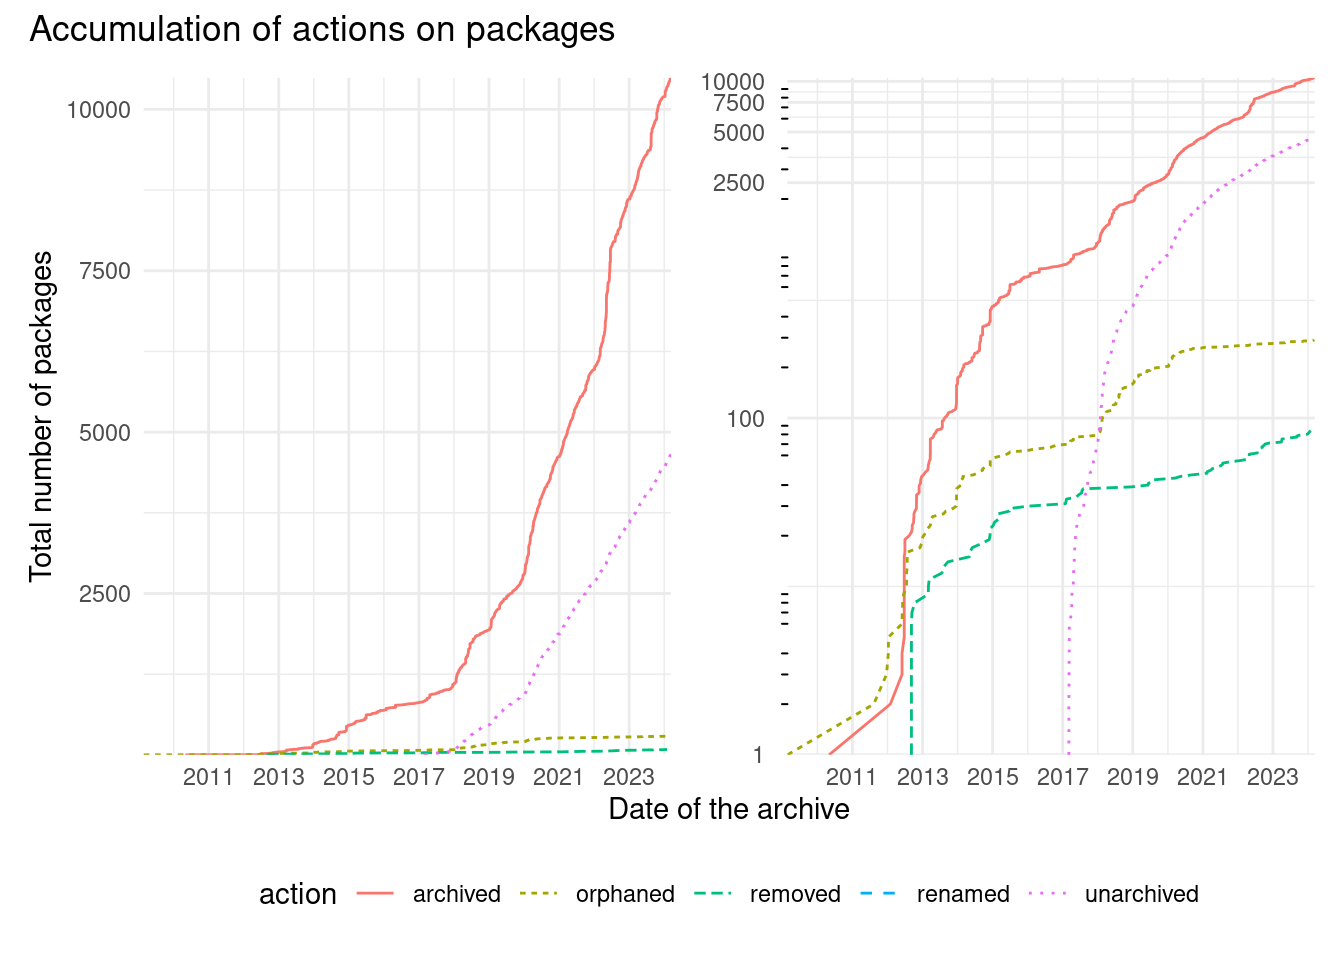 Accumulation of actions on packages
Total number of packages
10000
7500
5000
2500
2011 2013 2015 2017 2019 2021 2023
10000
7500
5000
2500
100
1
2011 2013 2015 2017 2019 2021 2023
Date of the archive
action archived orphaned removed renamed unarchived